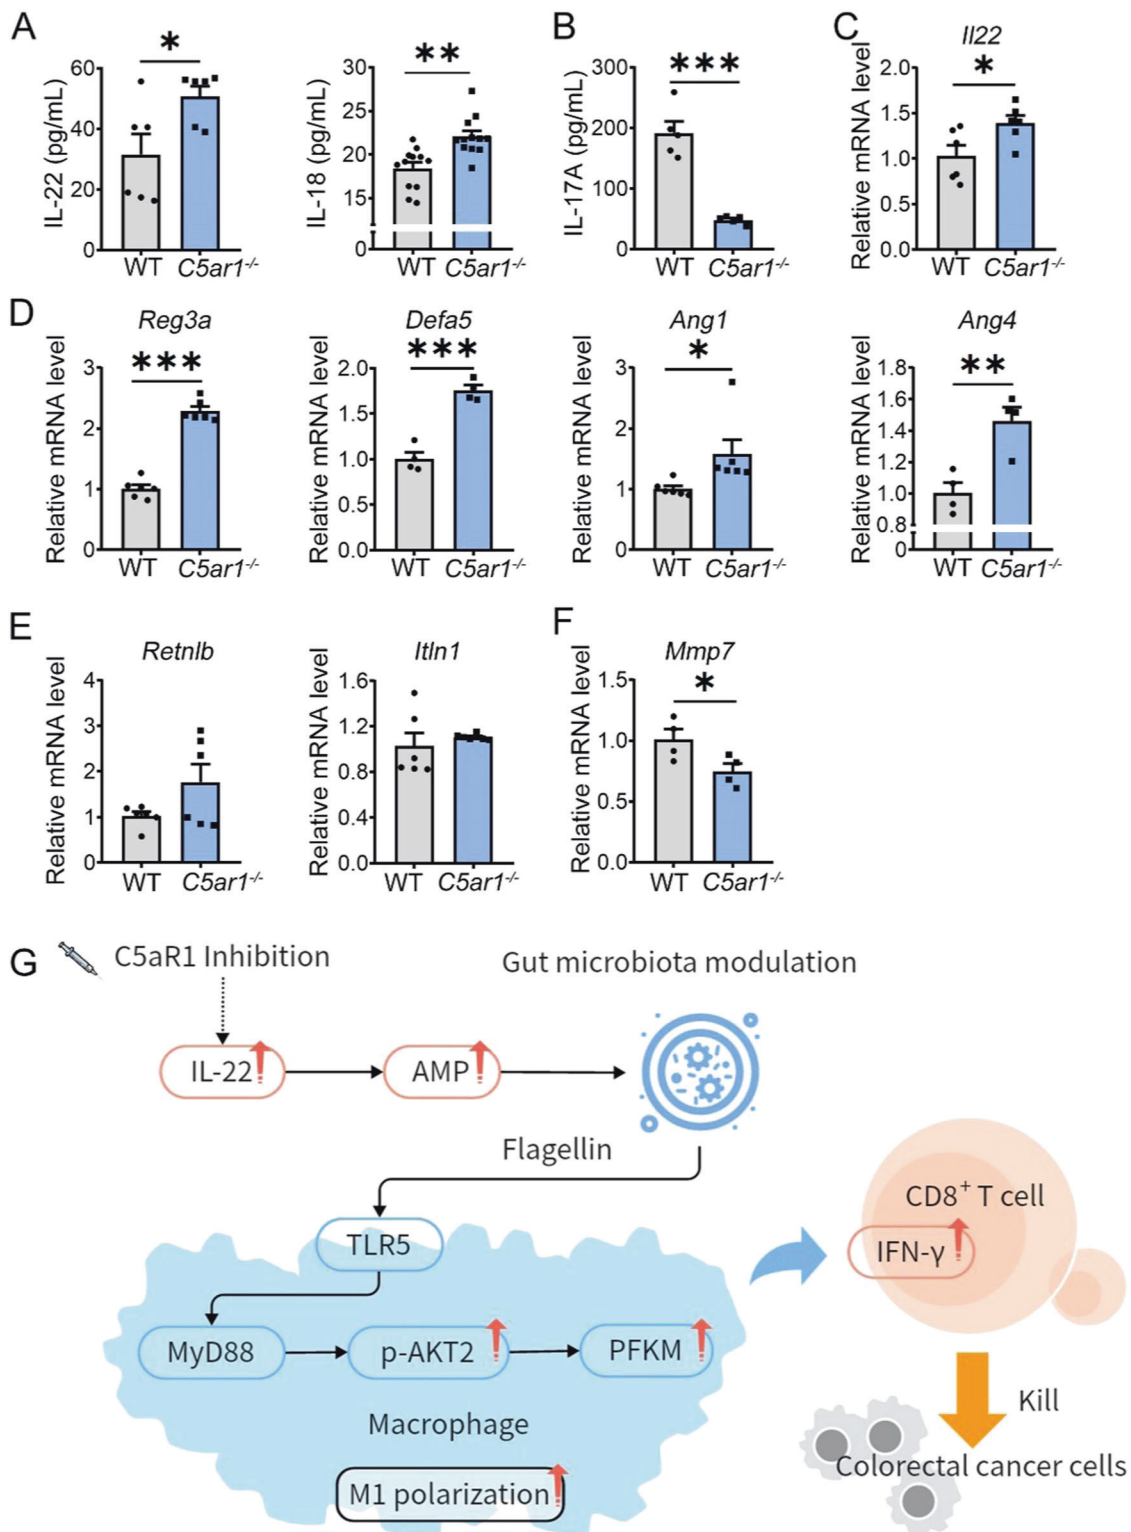 A
IL-22 (pg/mL)
60
40
20
0
*
WT
C5ar1-/-
IL-18 (pg/mL)
30
25
20
15
0
**
WT
C5ar1-/-
B
IL-17A (pg/mL)
300
200
100
0
***
WT
C5ar1-/-
C
Il22
Relative mRNA level
2.0
1.5
1.0
0.5
0.0
*
WT
C5ar1-/-
D
Reg3a
Relative mRNA level
3
2
1
0
***
WT
C5ar1-/-
Defa5
Relative mRNA level
2.0
1.5
1.0
0.5
0.0
***
WT
C5ar1-/-
Ang1
Relative mRNA level
3
2
1
0
*
WT
C5ar1-/-
Ang4
Relative mRNA level
1.8
1.6
1.4
1.2
1.0
0.8
0
**
WT
C5ar1-/-
E
Retnlb
Relative mRNA level
4
3
2
1
0
WT
C5ar1-/-
Itln1
Relative mRNA level
1.6
1.2
0.8
0.4
0.0
WT
C5ar1-/-
F
Mmp7
Relative mRNA level
1.5
1.0
0.5
0.0
*
WT
C5ar1-/-
G
C5aR1 Inhibition
Gut microbiota modulation
IL-22
AMP
Flagellin
TLR5
MyD88
p-AKT2
PFKM
Macrophage
M1 polarization
CD8+ T cell
IFN-γ
Kill
Colorectal cancer cells